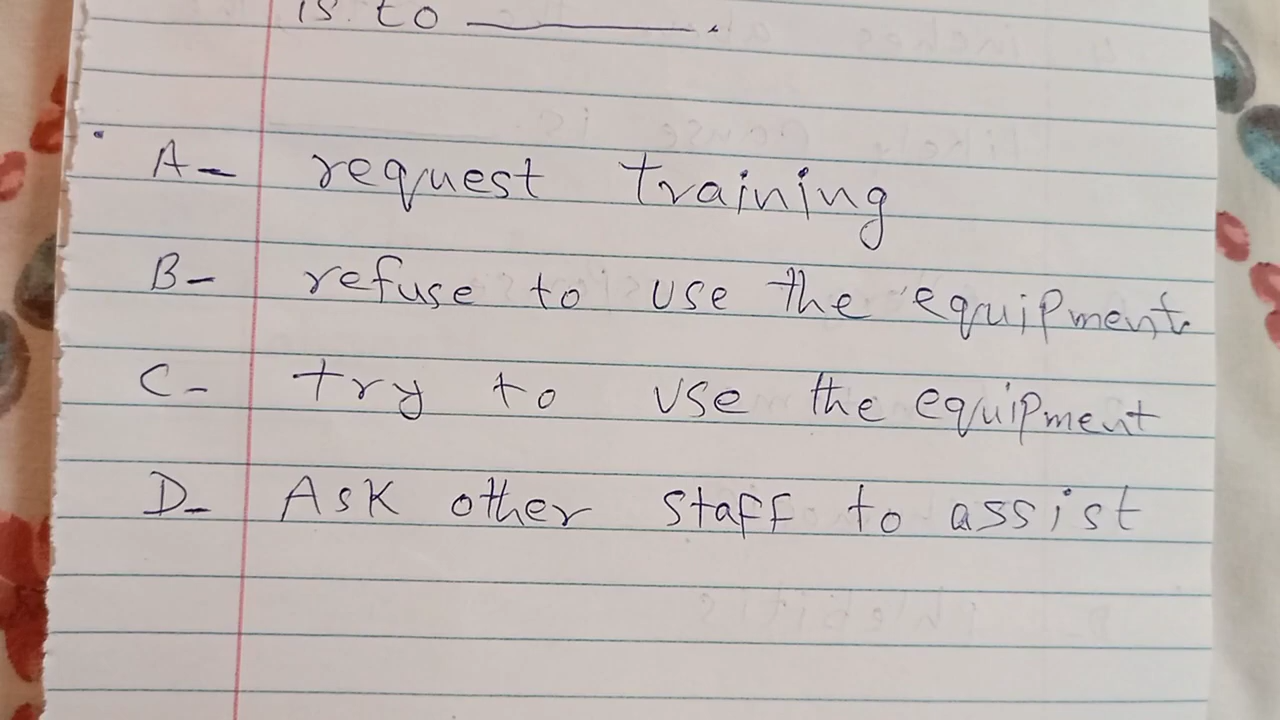 is to ________.
A- request training
B- refuse to use the equipment.
C- try to use the equipment
D- Ask other staff to assist